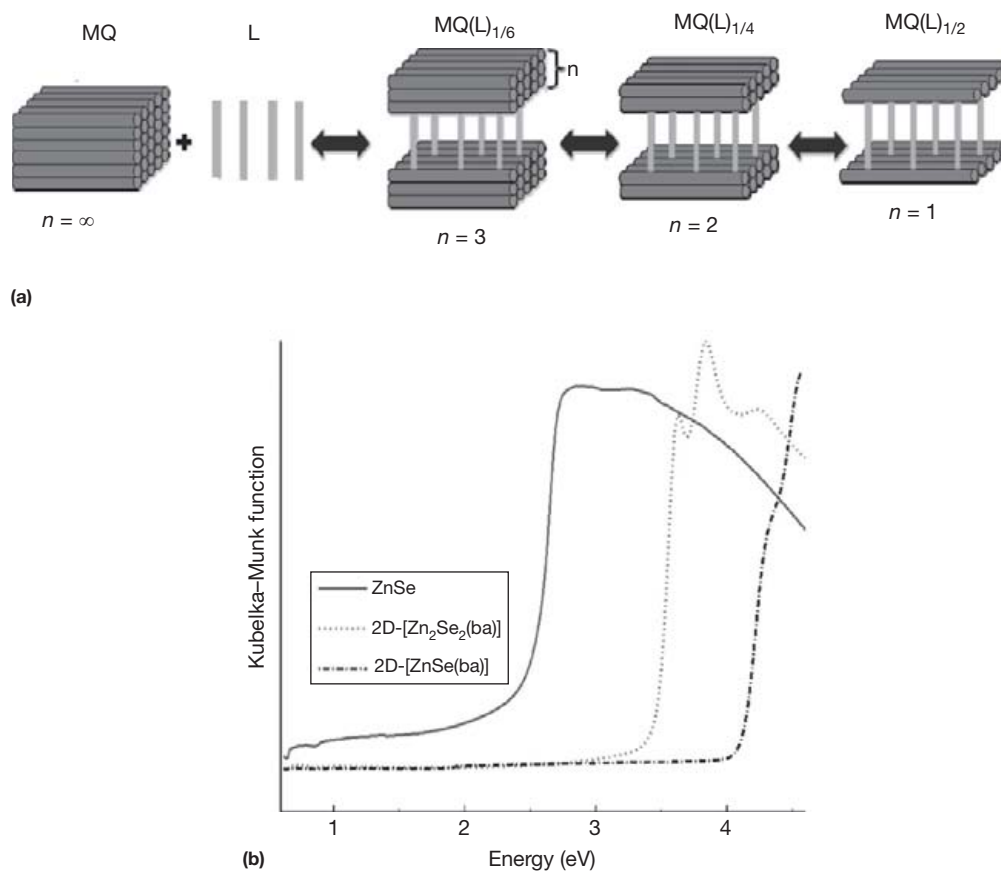 MQ L MQ(L)1/6 MQ(L)1/4 MQ(L)1/2
n
n = ∞ n = 3 n = 2 n = 1
(a)
Kubelka–Munk function
ZnSe
2D-[Zn2Se2(ba)]
2D-[ZnSe(ba)]
1 2 3 4
Energy (eV)
(b)